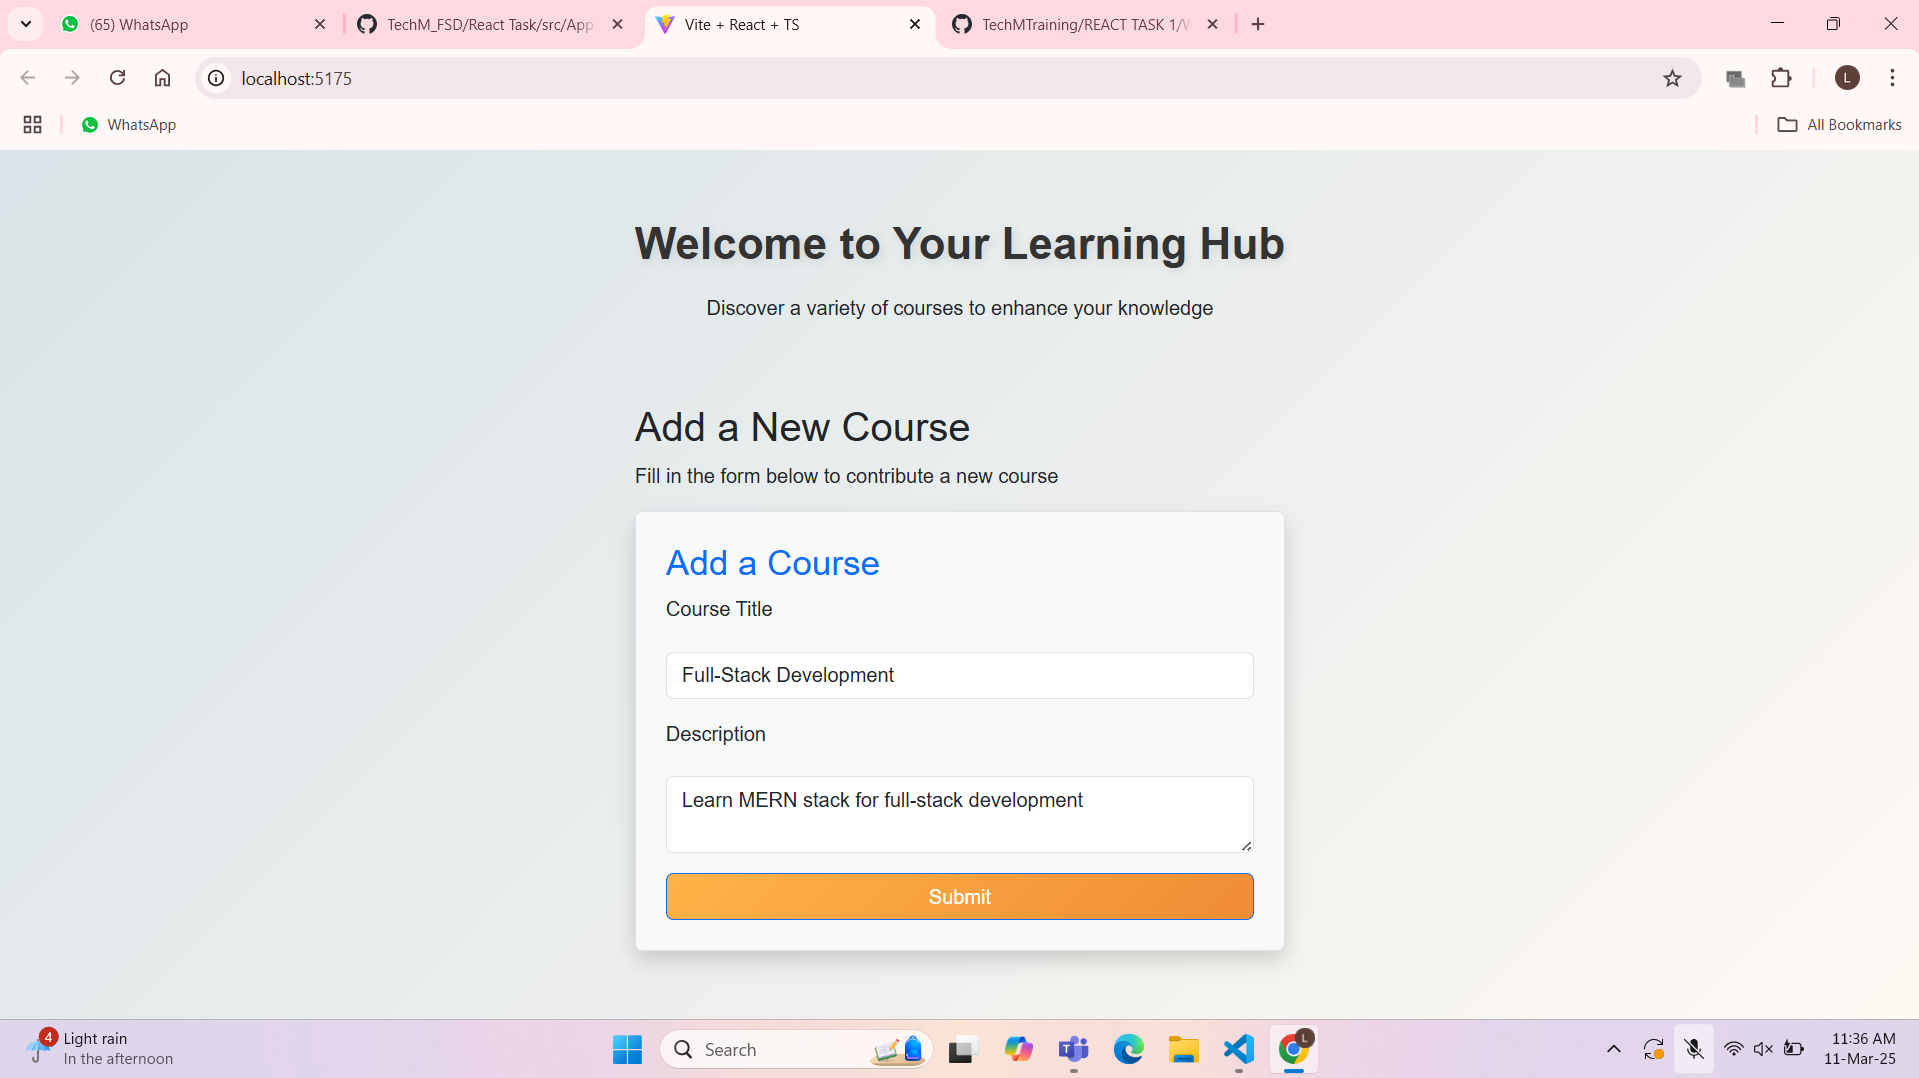 (65) WhatsApp
TechM_FSD/React Task/src/App.
Vite + React + TS
TechMTraining/REACT TASK 1/W
localhost:5175
L
WhatsApp
All Bookmarks
Welcome to Your Learning Hub
Discover a variety of courses to enhance your knowledge
Add a New Course
Fill in the form below to contribute a new course
Add a Course
Course Title
Full-Stack Development
Description
Learn MERN stack for full-stack development
Submit
4
Light rain
In the afternoon
Search
L
11:36 AM
11-Mar-25